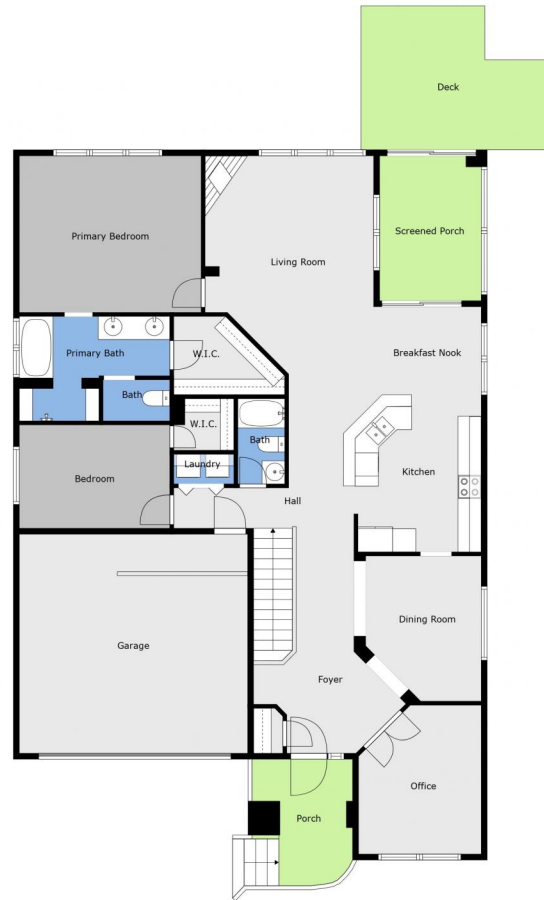 Deck
Primary Bedroom
Screened Porch
Living Room
Primary Bath
W.I.C.
Breakfast Nook
Bath
W.I.C.
Bath
Laundry
Bedroom
Kitchen
Hall
Dining Room
Garage
Foyer
Office
Porch